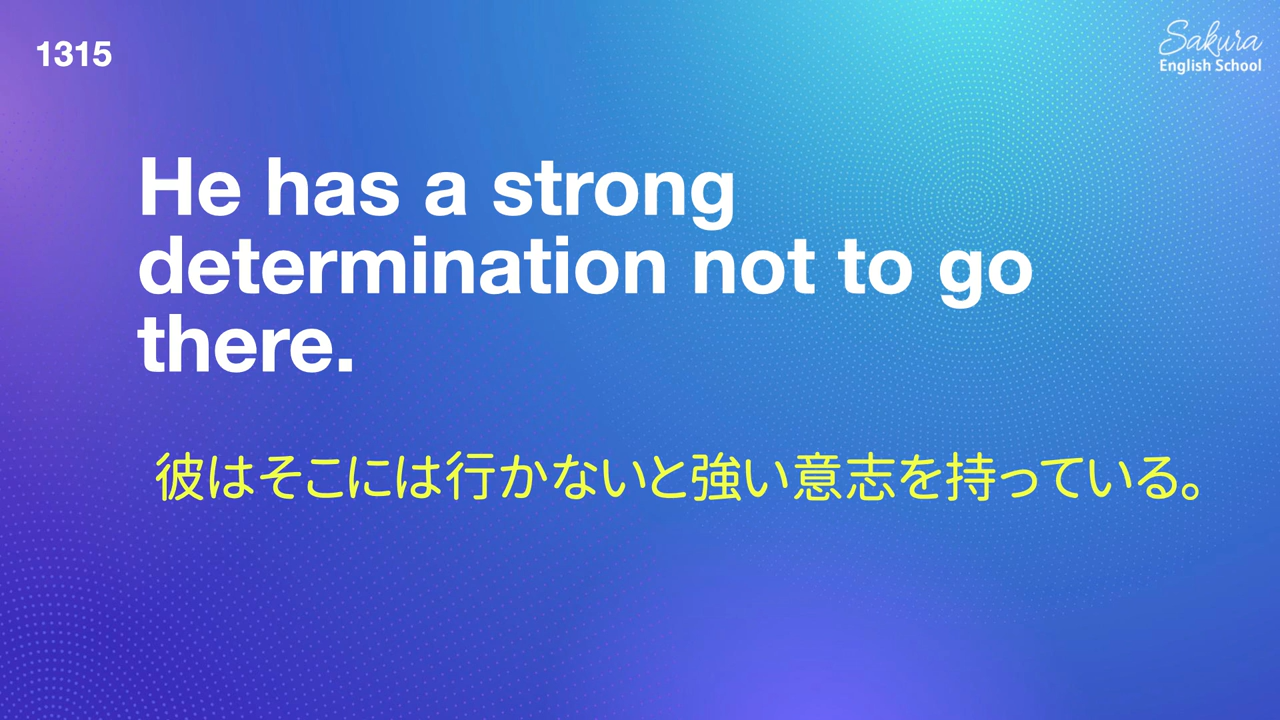 1315
Sakura
English School
He has a strong
determination not to go
there.
彼はそこには行かないと強い意志を持っている。